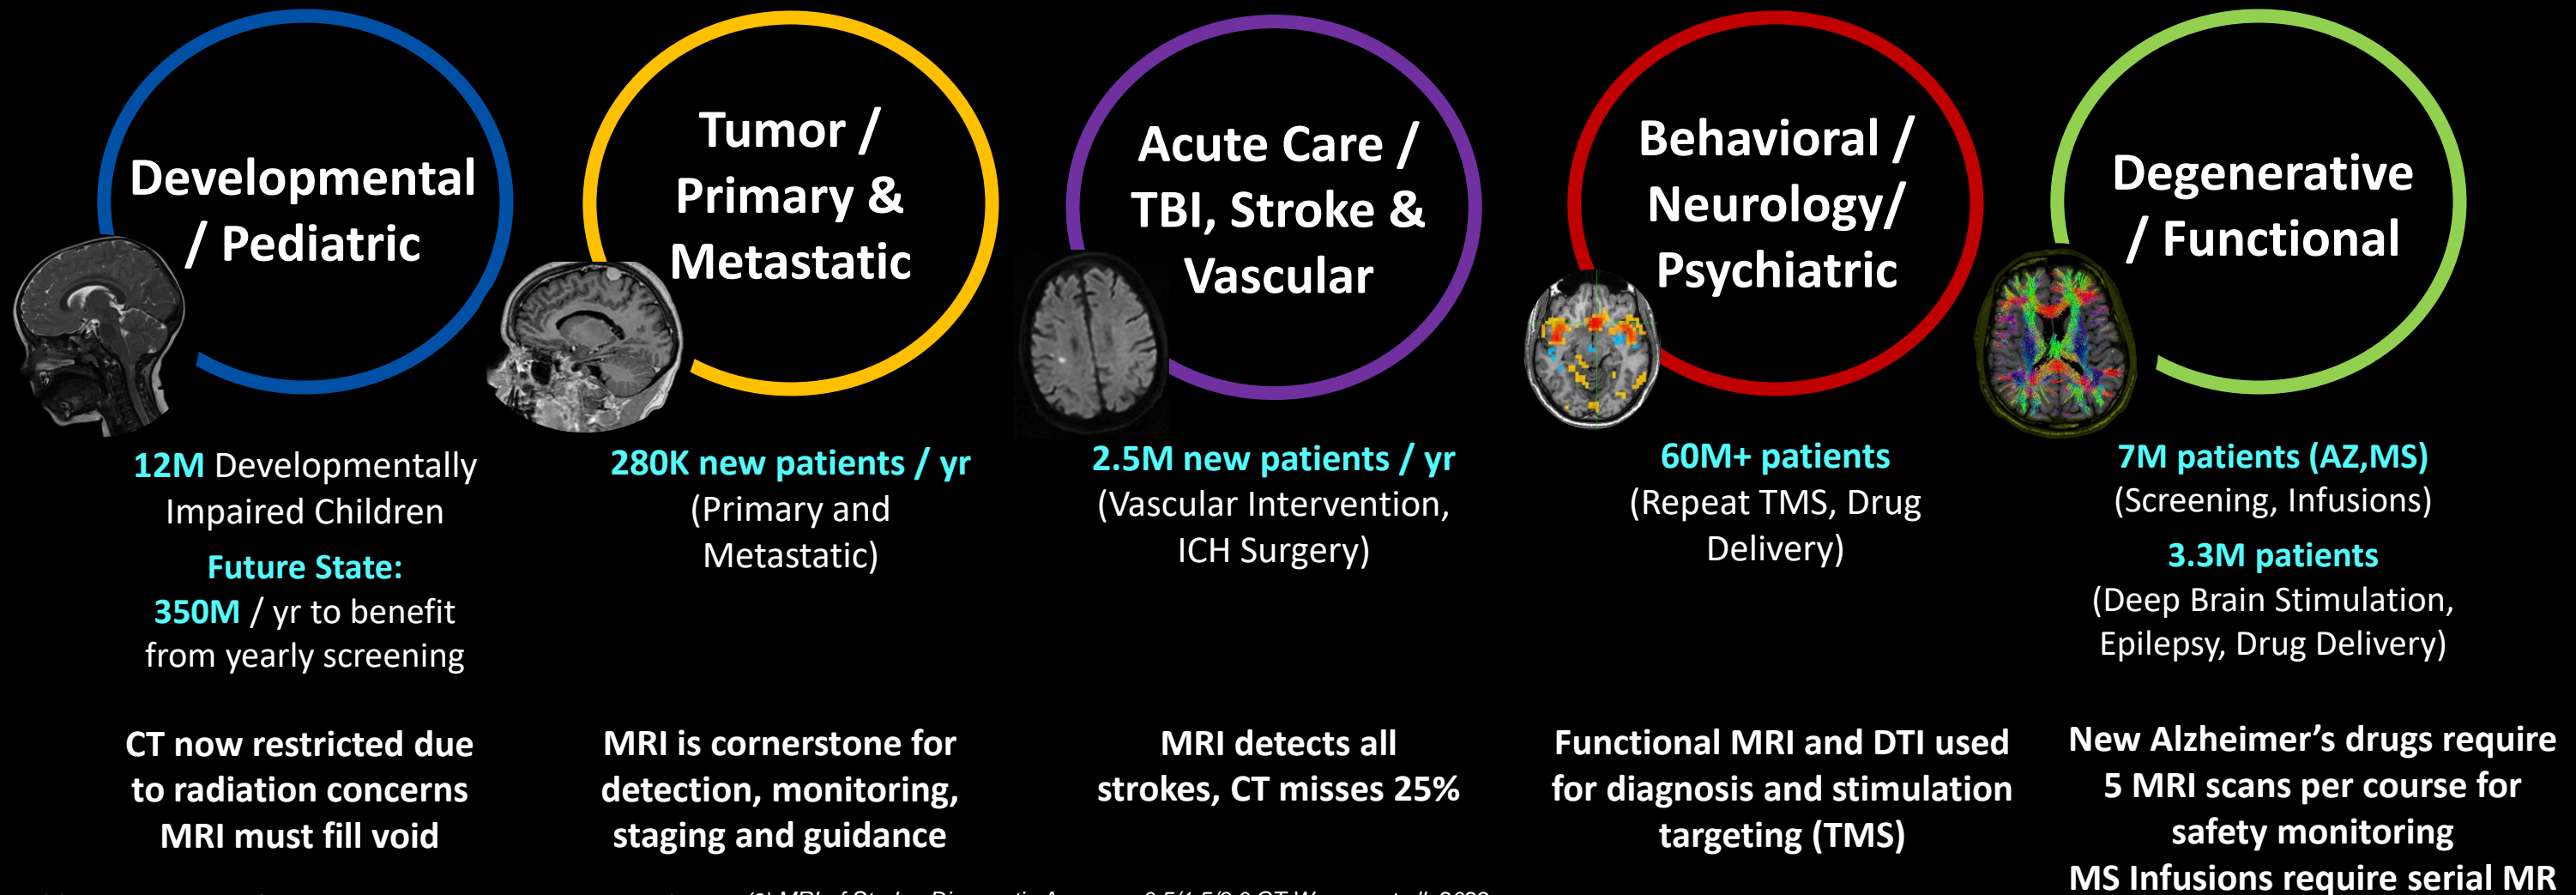 Developmental
/ Pediatric
Tumor /
Primary &
Metastatic
Acute Care /
TBI, Stroke &
Vascular
Behavioral /
Neurology/
Psychiatric
Degenerative
/ Functional
12M Developmentally
Impaired Children
Future State:
350M / yr to benefit
from yearly screening
280K new patients / yr
(Primary and
Metastatic)
2.5M new patients / yr
(Vascular Intervention,
ICH Surgery)
60M+ patients
(Repeat TMS, Drug
Delivery)
7M patients (AZ,MS)
(Screening, Infusions)
3.3M patients
(Deep Brain Stimulation,
Epilepsy, Drug Delivery)
CT now restricted due
to radiation concerns
MRI must fill void
MRI is cornerstone for
detection, monitoring,
staging and guidance
MRI detects all
strokes, CT misses 25%
Functional MRI and DTI used
for diagnosis and stimulation
targeting (TMS)
New Alzheimer's drugs require
5 MRI scans per course for
safety monitoring
MS Infusions require serial MR